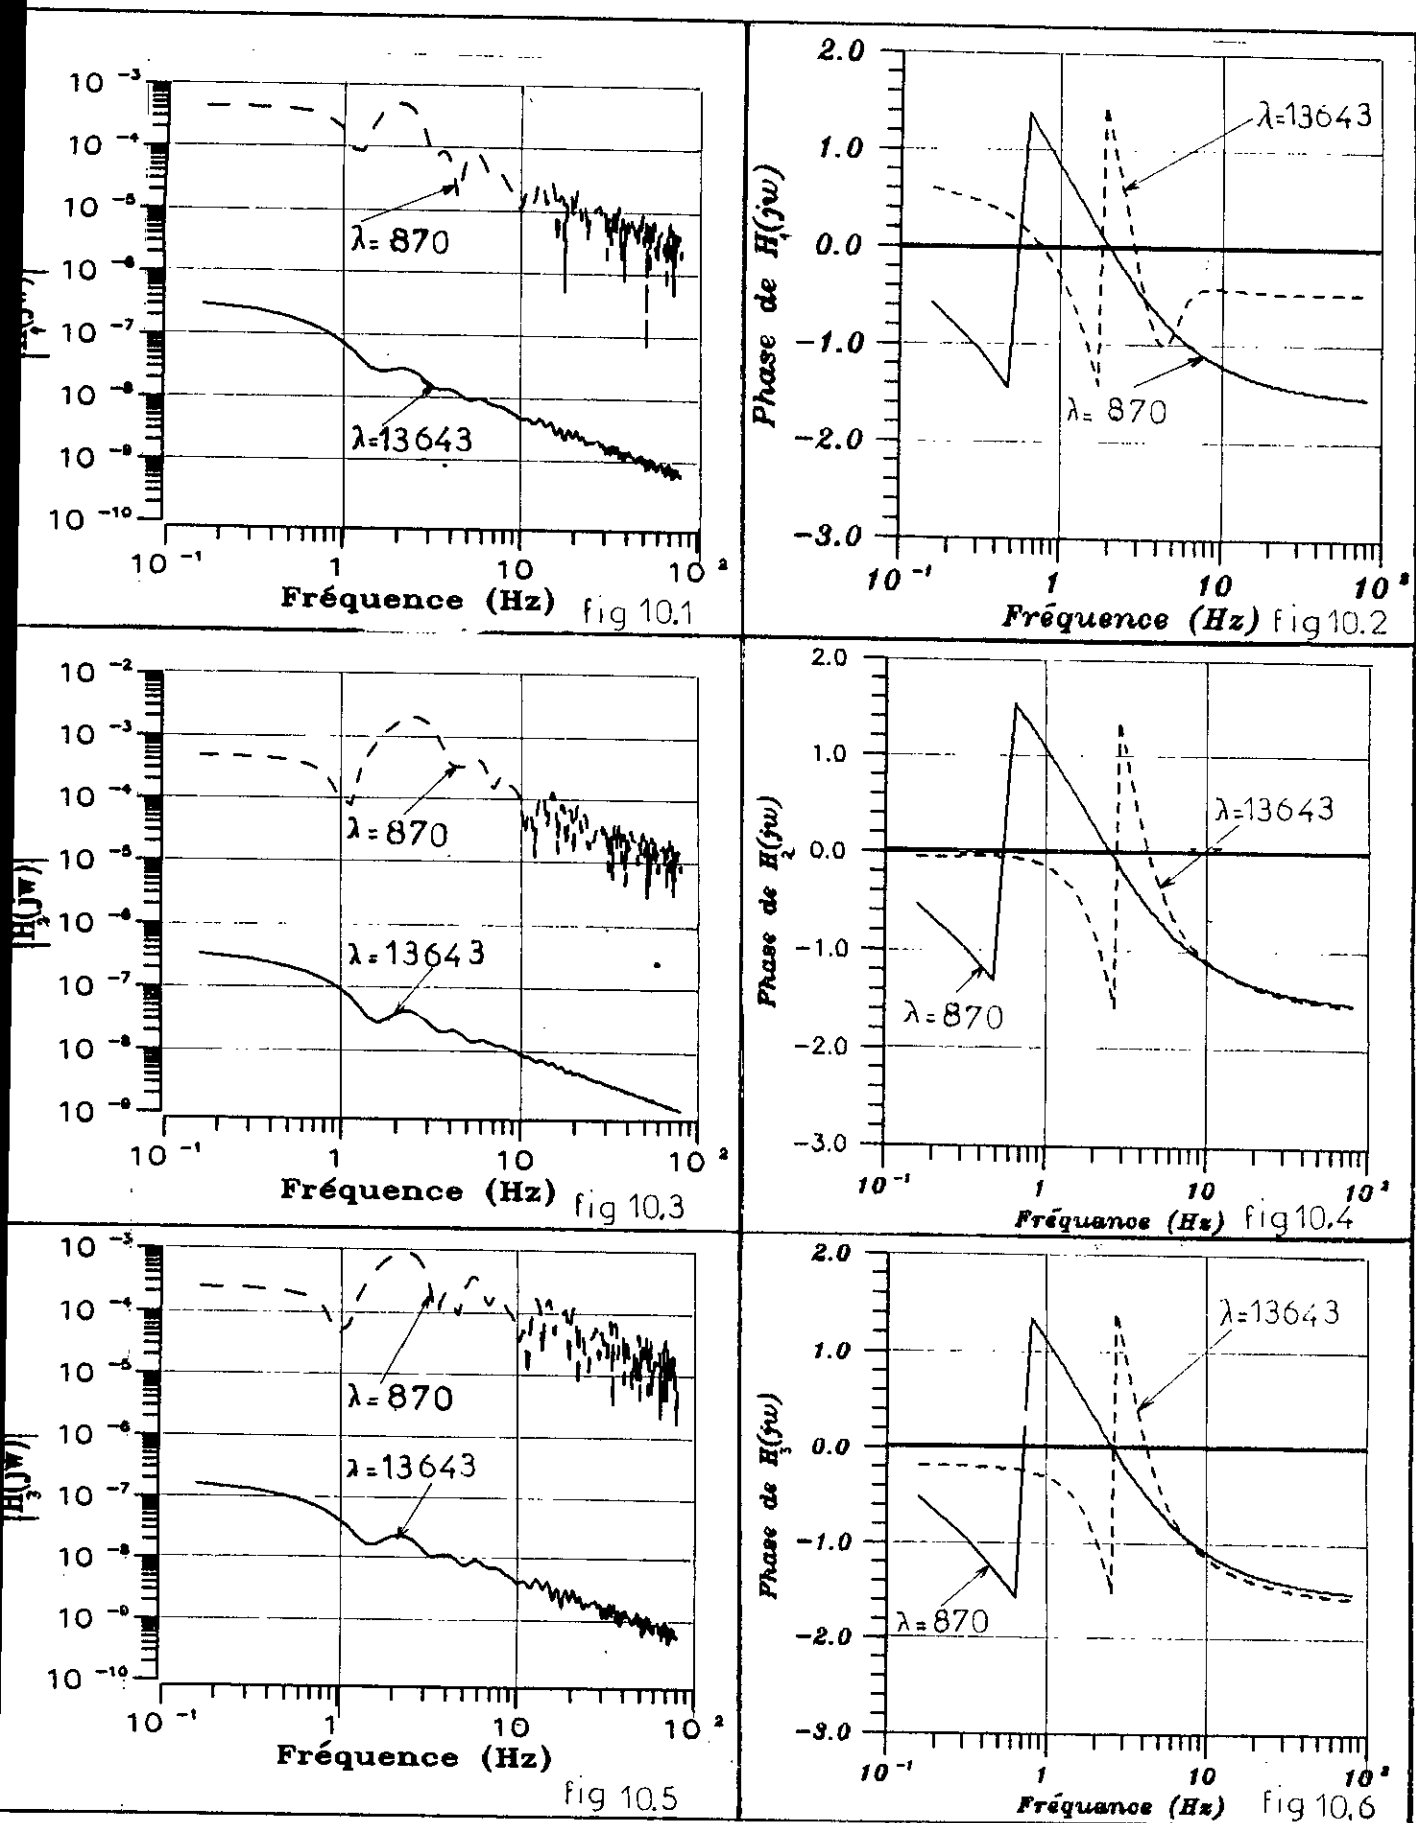 10 -3
10 -4
10 -5
10 -6
10 -7
10 -8
10 -9
10 -10
λ= 870
λ=13643
10 -1 1 10 10 2
Fréquence (Hz) fig 10.1
2.0
1.0
0.0
-1.0
-2.0
-3.0
Phase de H1(jw)
λ=13643
λ= 870
10 -1 1 10 10 2
Fréquence (Hz) fig 10.2
10 -2
10 -3
10 -4
10 -5
10 -6
10 -7
10 -8
10 -9
|H2(jw)|
λ= 870
λ=13643
10 -1 1 10 10 2
Fréquence (Hz) fig 10.3
2.0
1.0
0.0
-1.0
-2.0
-3.0
Phase de H2(jw)
λ=13643
λ=870
10 -1 1 10 10 2
Fréquance (Hz) fig 10.4
10 -3
10 -4
10 -5
10 -6
10 -7
10 -8
10 -9
10 -10
|H3(jw)|
λ=870
λ=13643
10 -1 1 10 10 2
Fréquence (Hz)
fig 10.5
2.0
1.0
0.0
-1.0
-2.0
-3.0
Phase de H3(jw)
λ=13643
λ=870
10 -1 1 10 10 2
Fréquance (Hz) fig 10.6